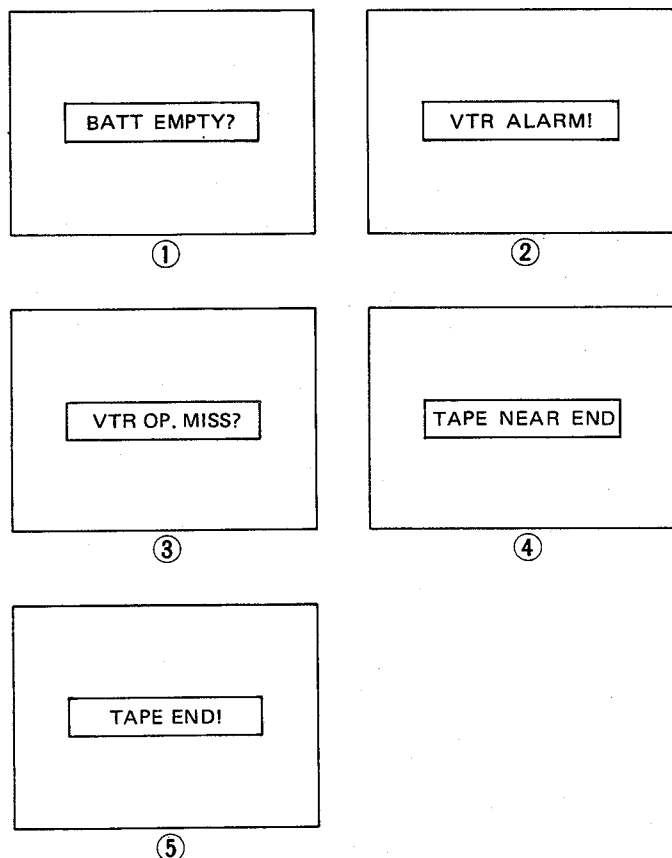 BATT EMPTY?
①
VTR ALARM!
②
VTR OP. MISS?
③
TAPE NEAR END
④
TAPE END!
⑤